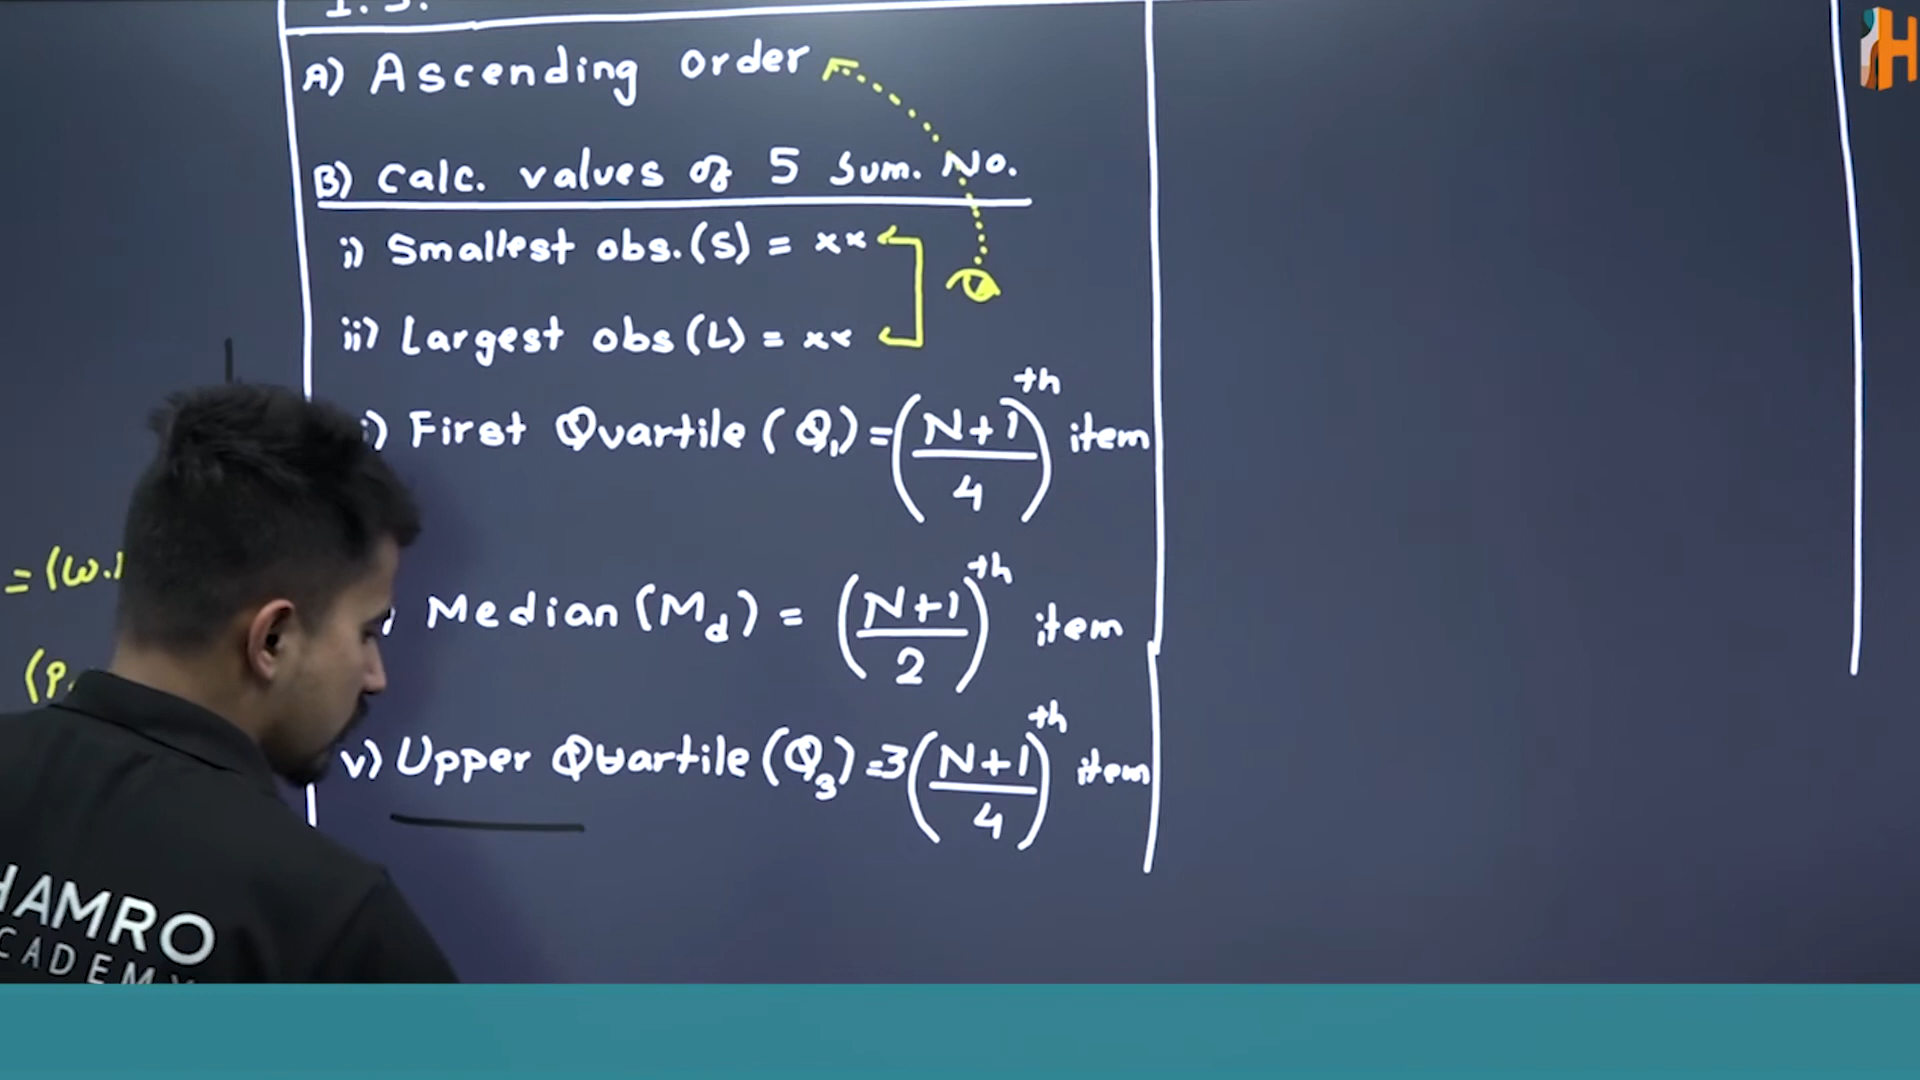 I.S.
A) Ascending order
B) Calc. values of 5 Sum. No.
i) Smallest obs.(S) = xx
ii) Largest obs(L) = xx
i) First Quartile (Q₁) = (N+1/4)th item
Median (Md) = (N+1/2)th item
v) Upper Quartile (Q₃) = 3(N+1/4)th item
= (W.
(P.
HAMRO
CADEMY
H